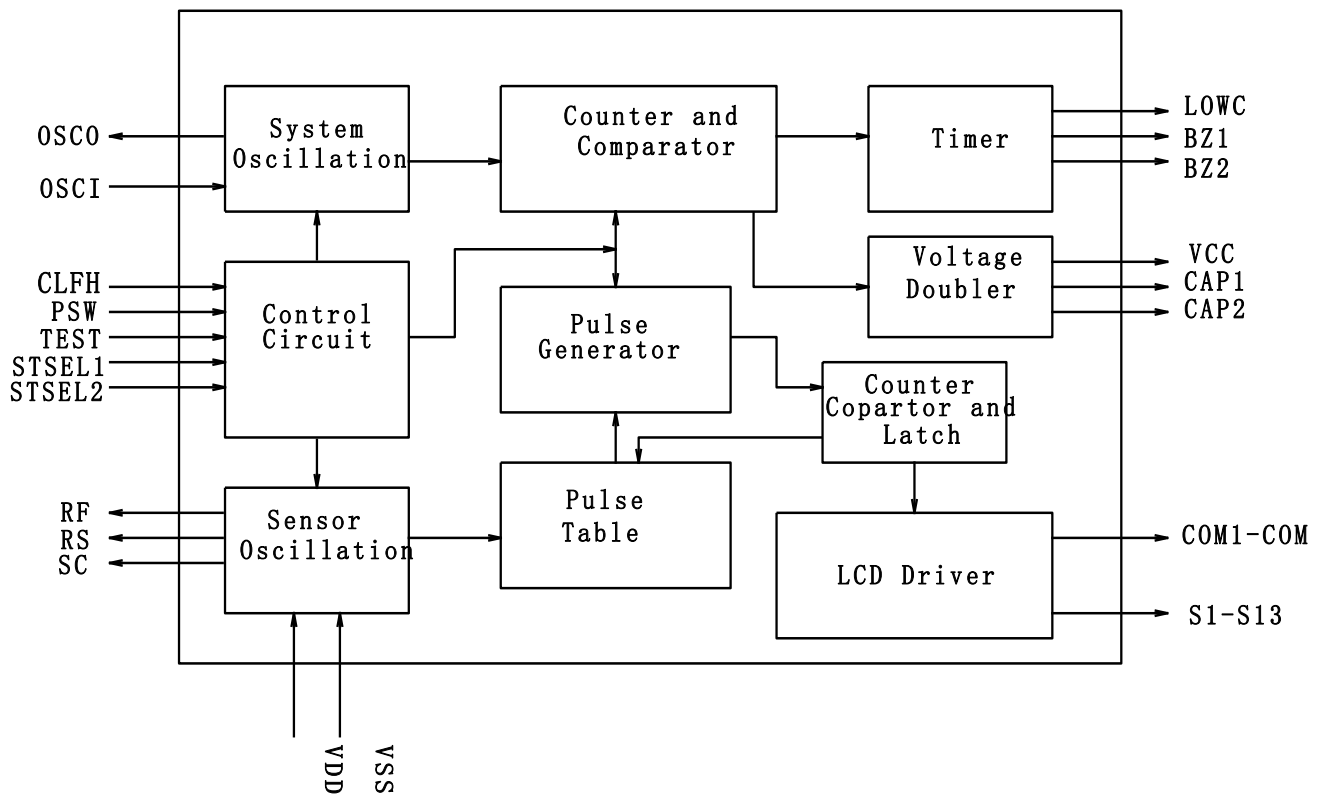 OSCO
OSCI
CLFH
PSW
TEST
STSEL1
STSEL2
RF
RS
SC
System
Oscillation
Control
Circuit
Sensor
Oscillation
Counter and
Comparator
Pulse
Generator
Pulse
Table
Timer
Voltage
Doubler
Counter
Copartor and
Latch
LCD Driver
LOWC
BZ1
BZ2
VCC
CAP1
CAP2
COM1-COM
S1-S13
VDD
VSS